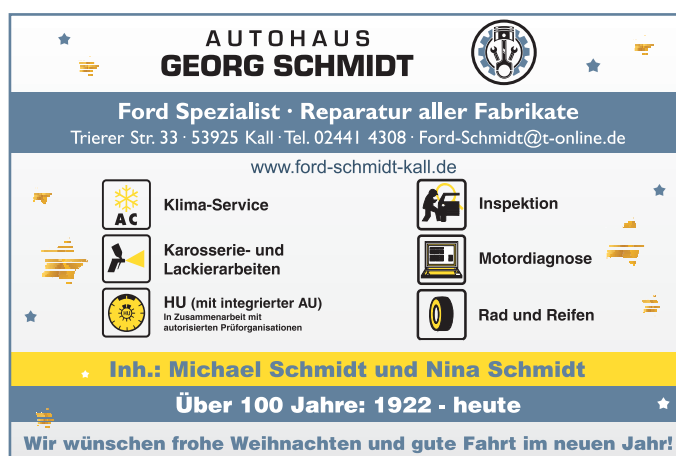 AUTOHAUS
GEORG SCHMIDT
Ford Spezialist · Reparatur aller Fabrikate
Trierer Str. 33 · 53925 Kall · Tel. 02441 4308 · Ford-Schmidt@t-online.de
www.ford-schmidt-kall.de
AC
Klima-Service
Inspektion
Karosserie- und
Lackierarbeiten
Motordiagnose
HU
HU (mit integrierter AU)
In Zusammenarbeit mit
autorisierten Prüforganisationen
Rad und Reifen
Inh.: Michael Schmidt und Nina Schmidt
Über 100 Jahre: 1922 - heute
Wir wünschen frohe Weihnachten und gute Fahrt im neuen Jahr!